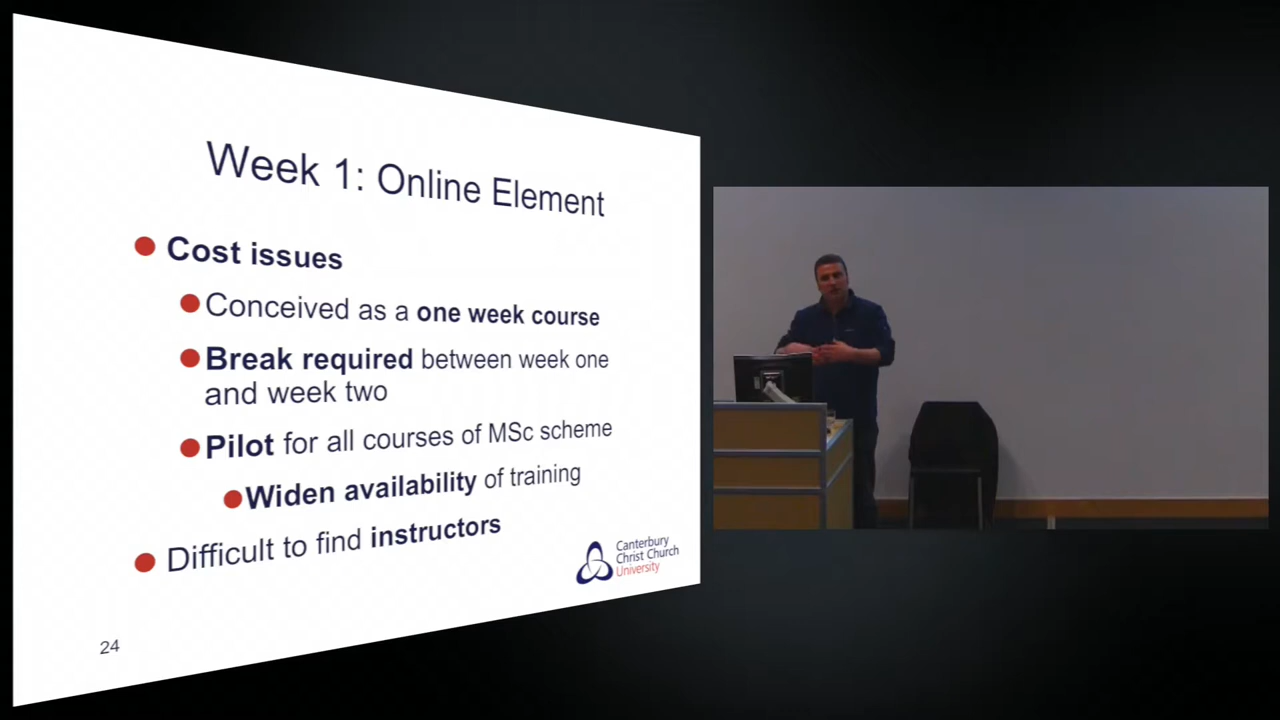 Week 1: Online Element
Cost issues
Conceived as a one week course
Break required between week one
and week two
Pilot for all courses of MSc scheme
Widen availability of training
Difficult to find instructors
Canterbury
Christ Church
University
24